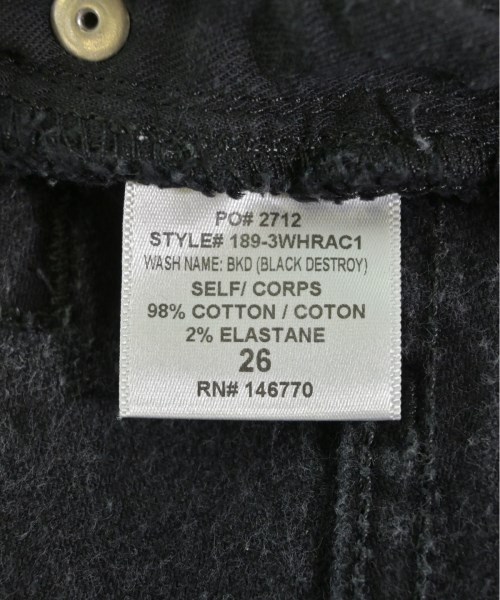 PO# 2712
STYLE# 189-3WHRAC1
WASH NAME: BKD (BLACK DESTROY)
SELF/ CORPS
98% COTTON / COTON
2% ELASTANE
26
RN# 146770